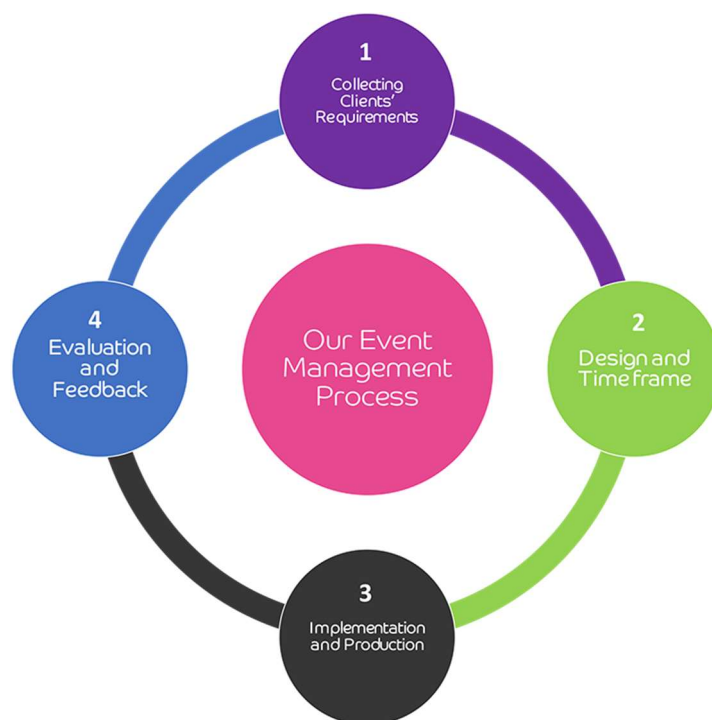 1
Collecting
Clients'
Requirements
2
Design and
Time frame
3
Implementation
and Production
4
Evaluation
and
Feedback
Our Event
Management
Process